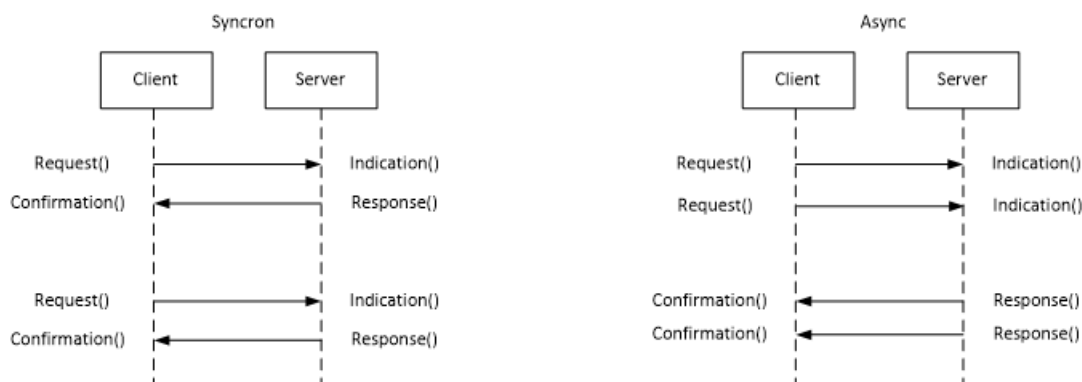 Syncron
Client Server
Request() Indication()
Confirmation() Response()
Request() Indication()
Confirmation() Response()
Async
Client Server
Request() Indication()
Request() Indication()
Confirmation() Response()
Confirmation() Response()